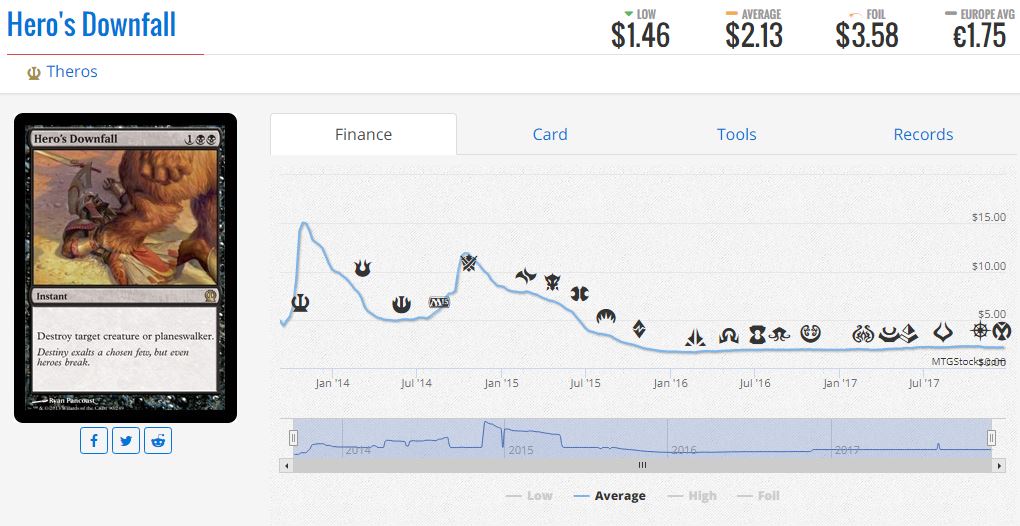 Hero's Downfall
LOW
AVERAGE
FOIL
EUROPE AVG
$1.46
$2.13
$3.58
€1.75
Theros
Hero's Downfall
1
Instant
Destroy target creature or planeswalker.
Destiny exalts a chosen few, but even
heroes break.
Ryan Pancoast
Finance
Card
Tools
Records
$15.00
$10.00
$5.00
$0.00
M15
MTGStocks.com
Jan '14
Jul '14
Jan '15
Jul '15
Jan '16
Jul '16
Jan '17
Jul '17
2014
2015
2016
2017
Low
Average
High
Foil